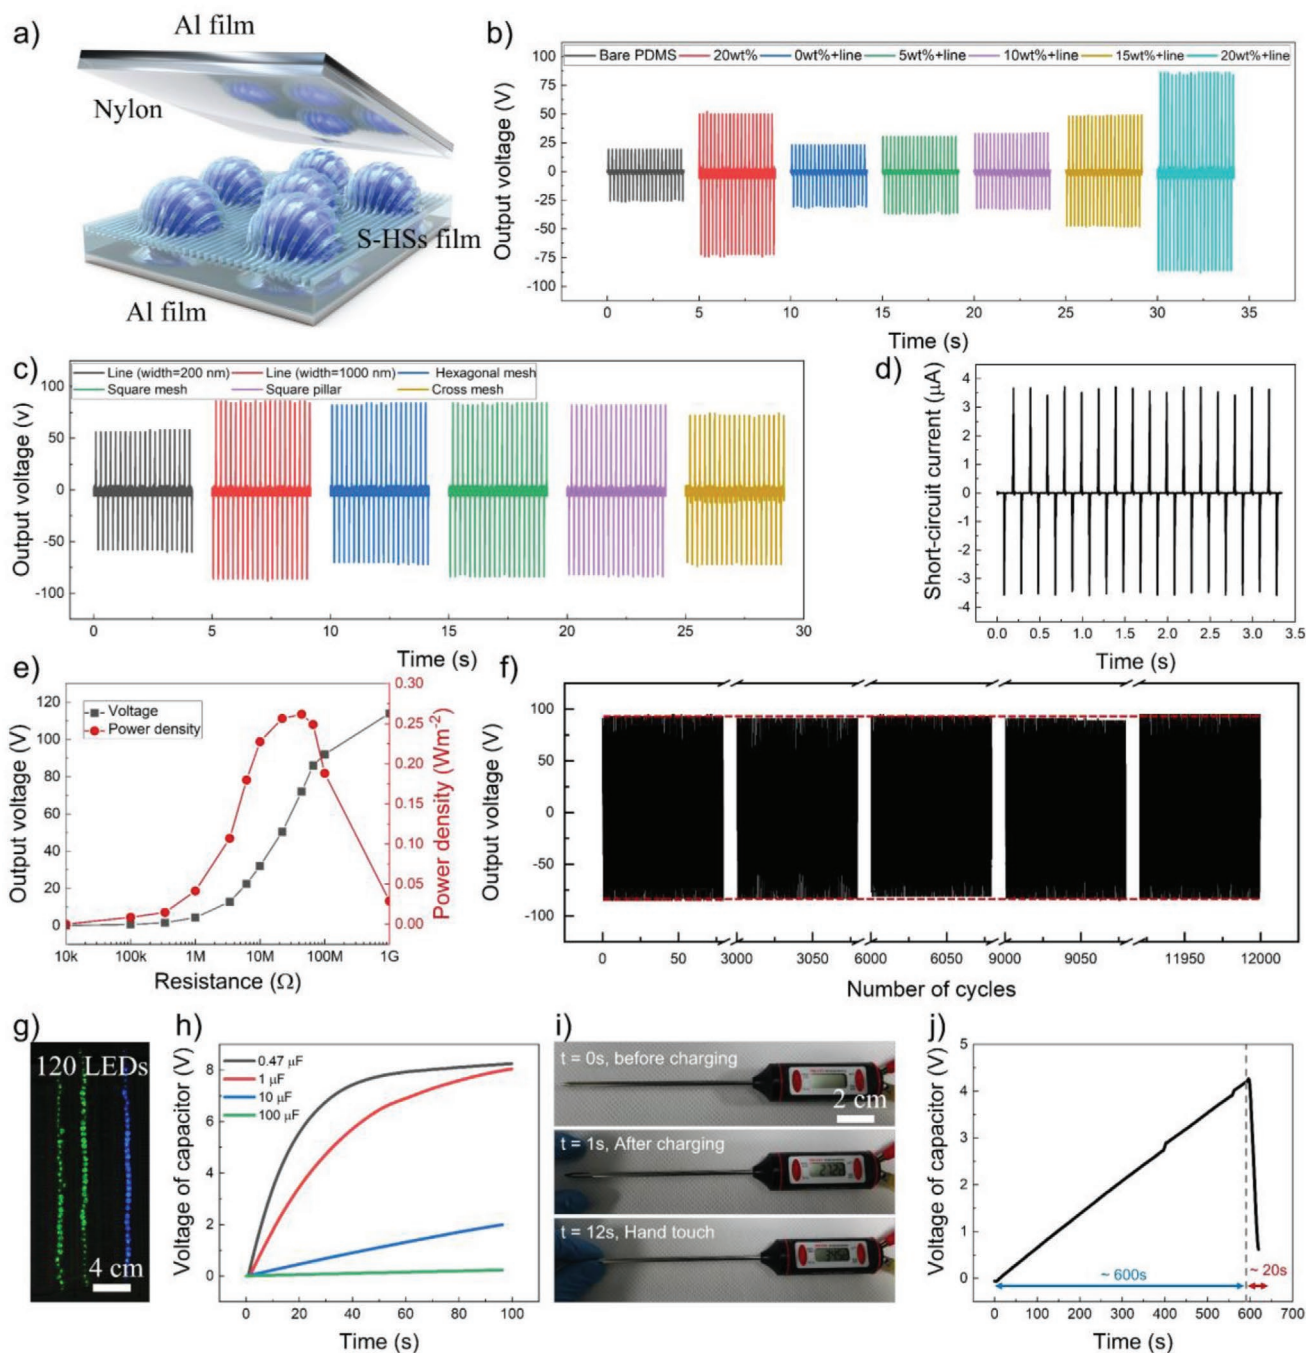 a)
Al film
Nylon
S-HSs film
Al film
b)
Bare PDMS 20wt% 0wt%+line 5wt%+line 10wt%+line 15wt%+line 20wt%+line
Output voltage (V)
100
75
50
25
0
-25
-50
-75
-100
0 5 10 15 20 25 30 35 40
Time (s)
c)
Line (width=200 nm) Line (width=1000 nm) Hexagonal mesh
Square mesh Square pillar Cross mesh
Output voltage (v)
100
50
0
-50
-100
0 5 10 15 20 25 30
Time (s)
d)
Short-circuit current (μA)
4
3
2
1
0
-1
-2
-3
-4
0.0 0.5 1.0 1.5 2.0 2.5 3.0 3.5
Time (s)
e)
Voltage
Power density
Output voltage (V)
120
100
80
60
40
20
0
Power density (Wm-2)
0.30
0.25
0.20
0.15
0.10
0.05
0.00
10k 100k 1M 10M 100M 1G
Resistance (Ω)
f)
Output voltage (V)
100
50
0
-50
-100
0 50 3000 3050 6000 6050 9000 9050 11950 12000
Number of cycles
g)
120 LEDs
4 cm
h)
0.47 μF
1 μF
10 μF
100 μF
Voltage of capacitor (V)
8
6
4
2
0
0 20 40 60 80 100
Time (s)
i)
t = 0s, before charging
2 cm
t = 1s, After charging
t = 12s, Hand touch
j)
Voltage of capacitor (V)
5
4
3
2
1
0
~ 600s
~ 20s
0 100 200 300 400 500 600 700
Time (s)